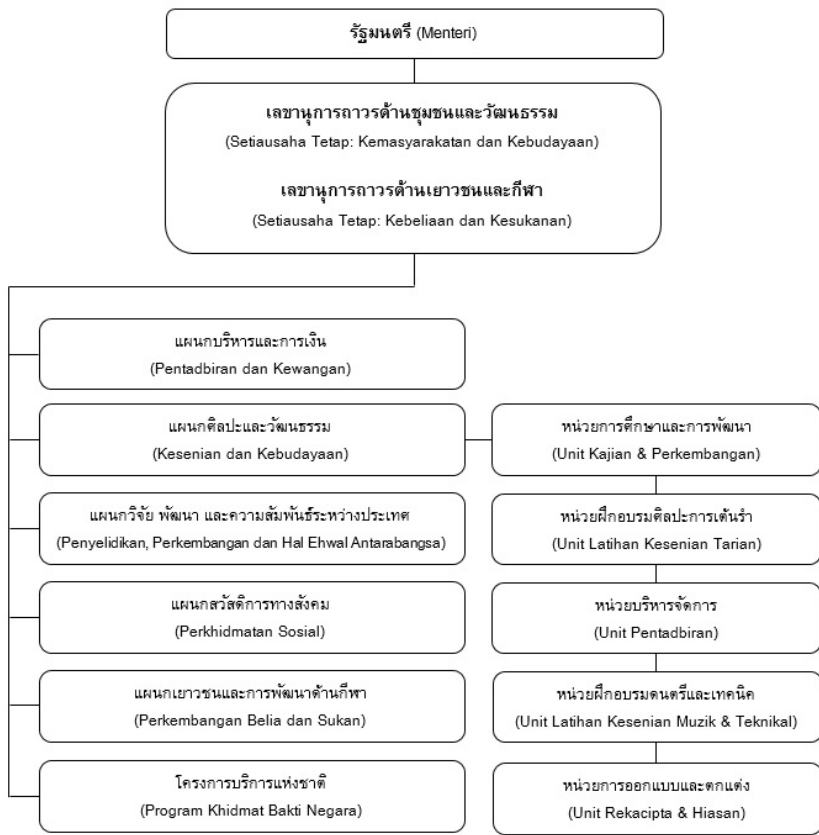 รัฐมนตรี (Menteri)
เลขานุการถาวรด้านชุมชนและวัฒนธรรม
(Setiausaha Tetap: Kemasyarakatan dan Kebudayaan)
เลขานุการถาวรด้านเยาวชนและกีฬา
(Setiausaha Tetap: Kebeliaan dan Kesukanan)
แผนกบริหารและการเงิน
(Pentadbiran dan Kewangan)
แผนกศิลปะและวัฒนธรรม
(Kesenian dan Kebudayaan)
แผนกวิจัย พัฒนา และความสัมพันธ์ระหว่างประเทศ
(Penyelidikan, Perkembangan dan Hal Ehwal Antarabangsa)
แผนกสวัสดิการทางสังคม
(Perkhidmatan Sosial)
แผนกเยาวชนและการพัฒนาด้านกีฬา
(Perkembangan Belia dan Sukan)
โครงการบริการแห่งชาติ
(Program Khidmat Bakti Negara)
หน่วยการศึกษาและการพัฒนา
(Unit Kajian & Perkembangan)
หน่วยฝึกอบรมศิลปะการเต้นรำ
(Unit Latihan Kesenian Tarian)
หน่วยบริหารจัดการ
(Unit Pentadbiran)
หน่วยฝึกอบรมดนตรีและเทคนิค
(Unit Latihan Kesenian Muzik & Teknikal)
หน่วยการออกแบบและตกแต่ง
(Unit Rekacipta & Hiasan)